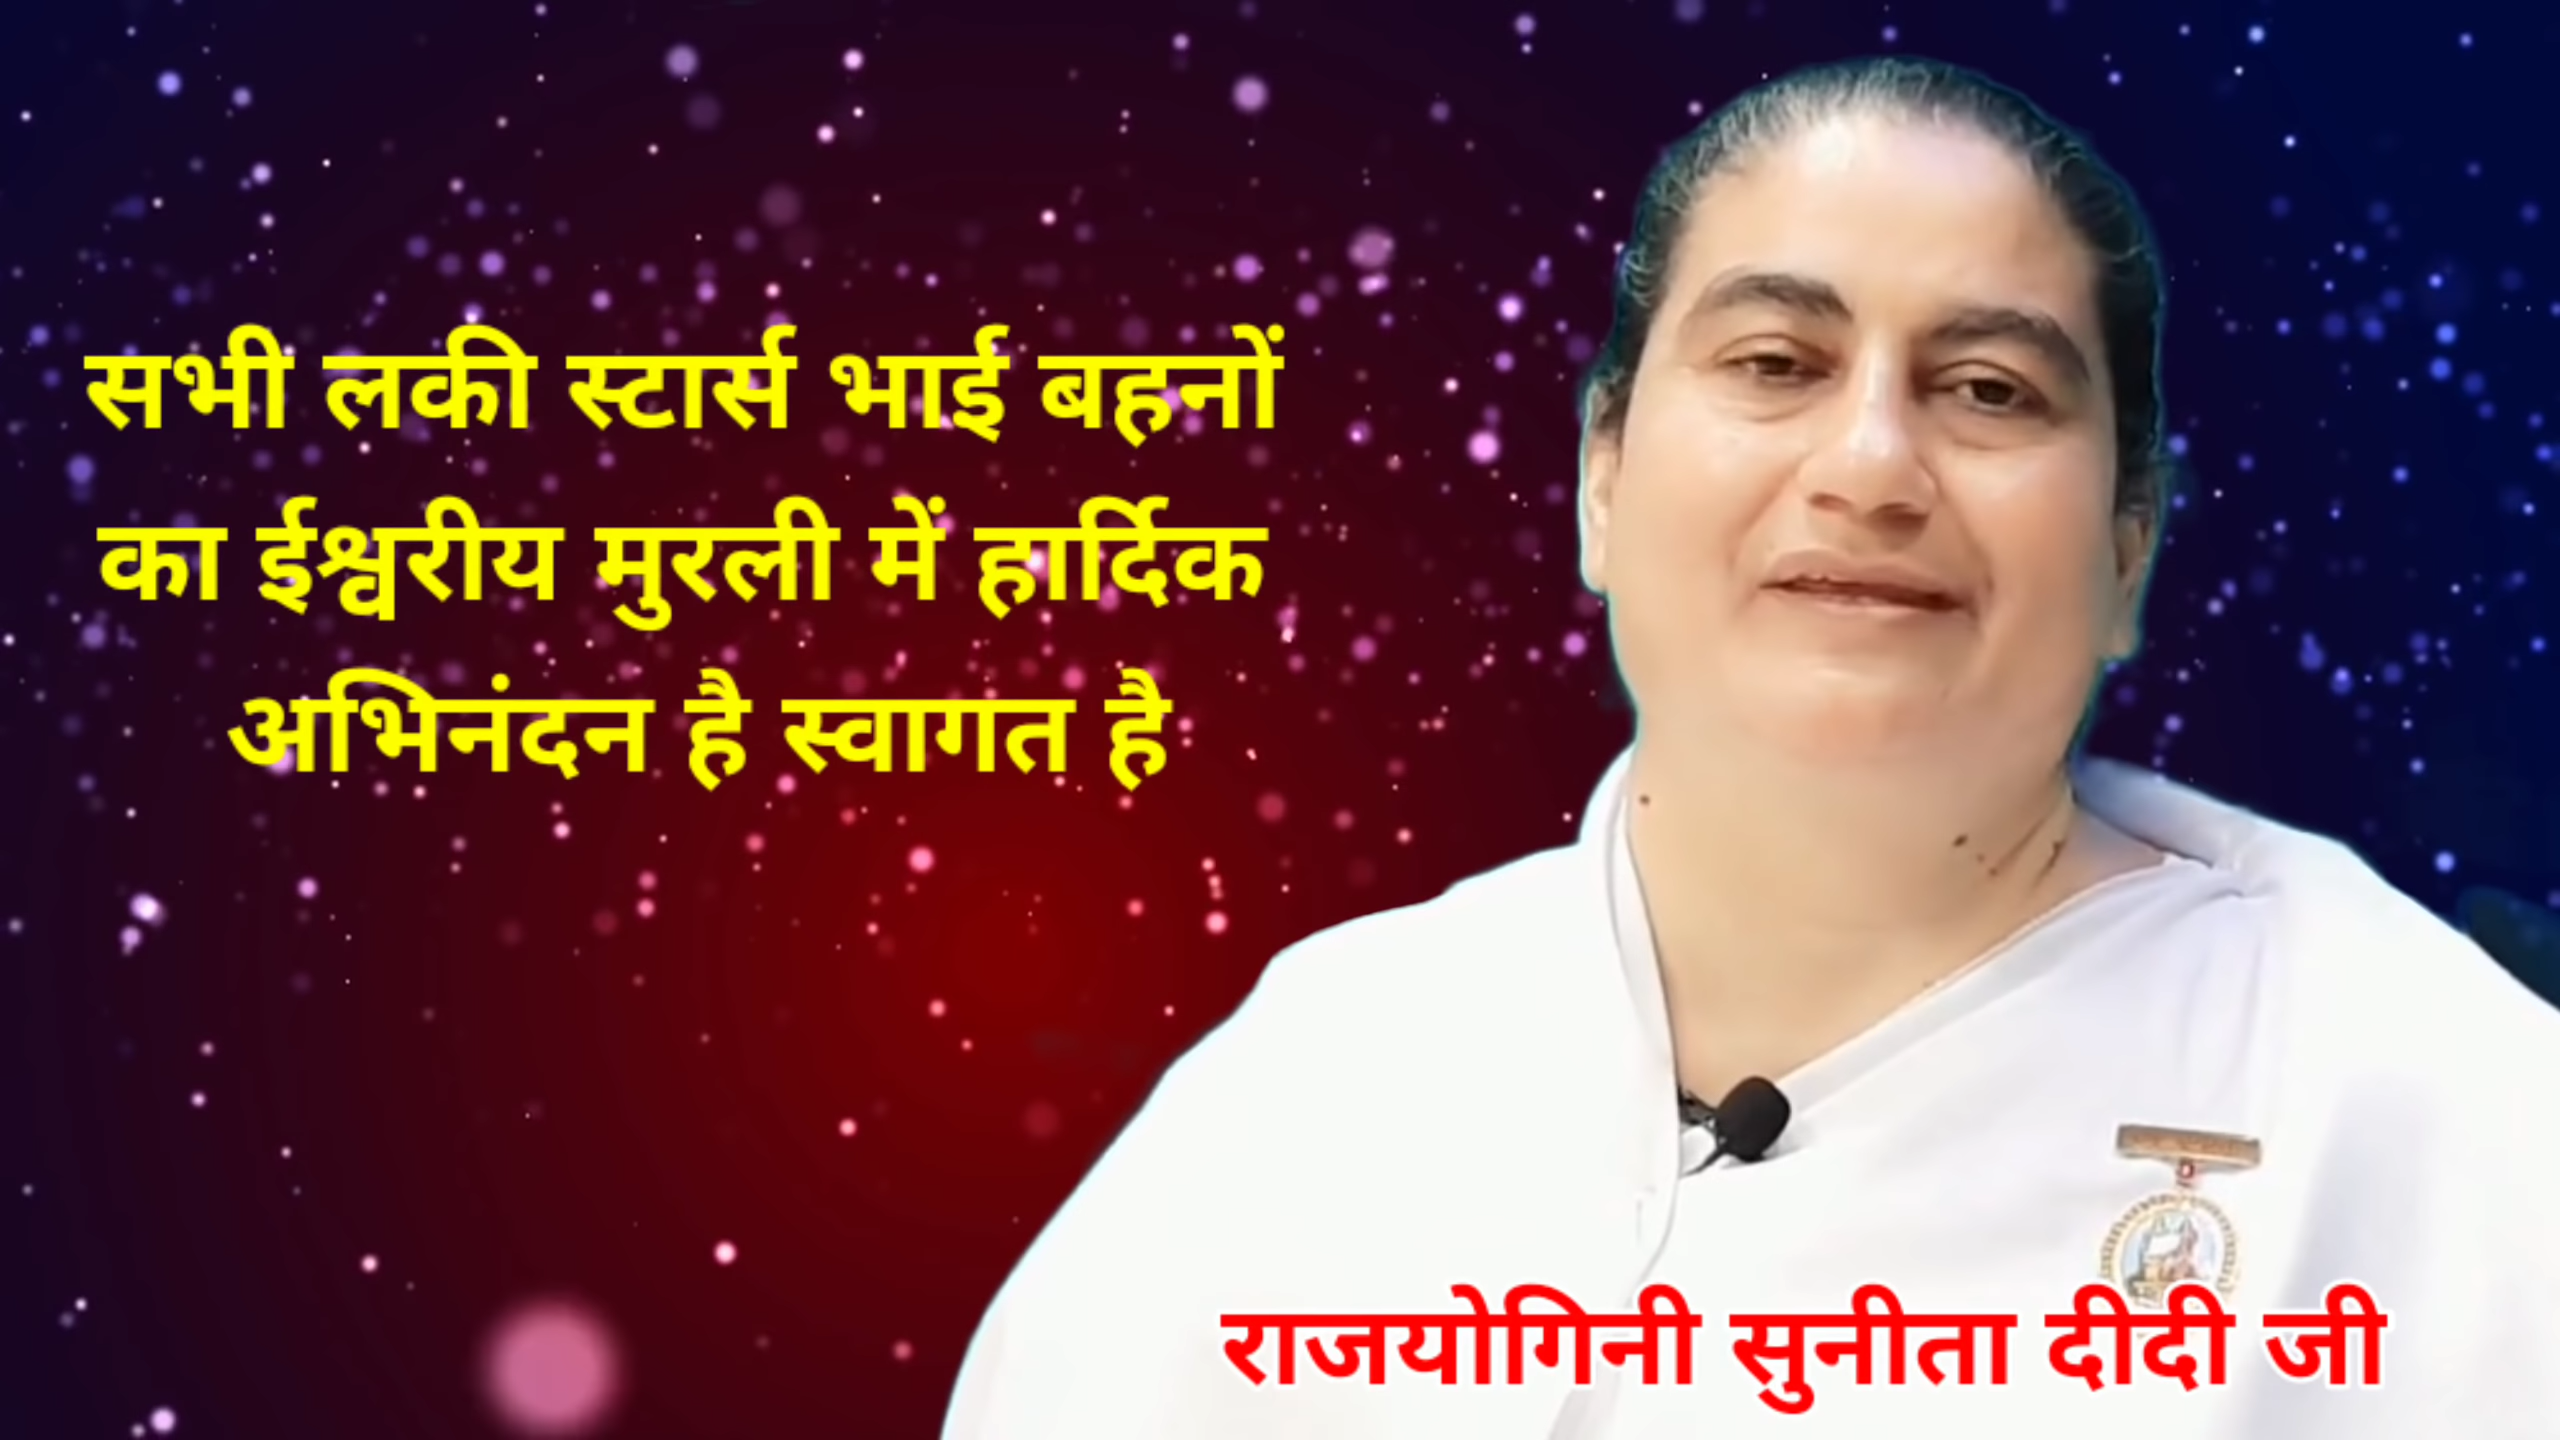 सभी लकी स्टार्स भाई बहनों
का ईश्वरीय मुरली में हार्दिक
अभिनंदन है स्वागत है
राजयोगिनी सुनीता दीदी जी